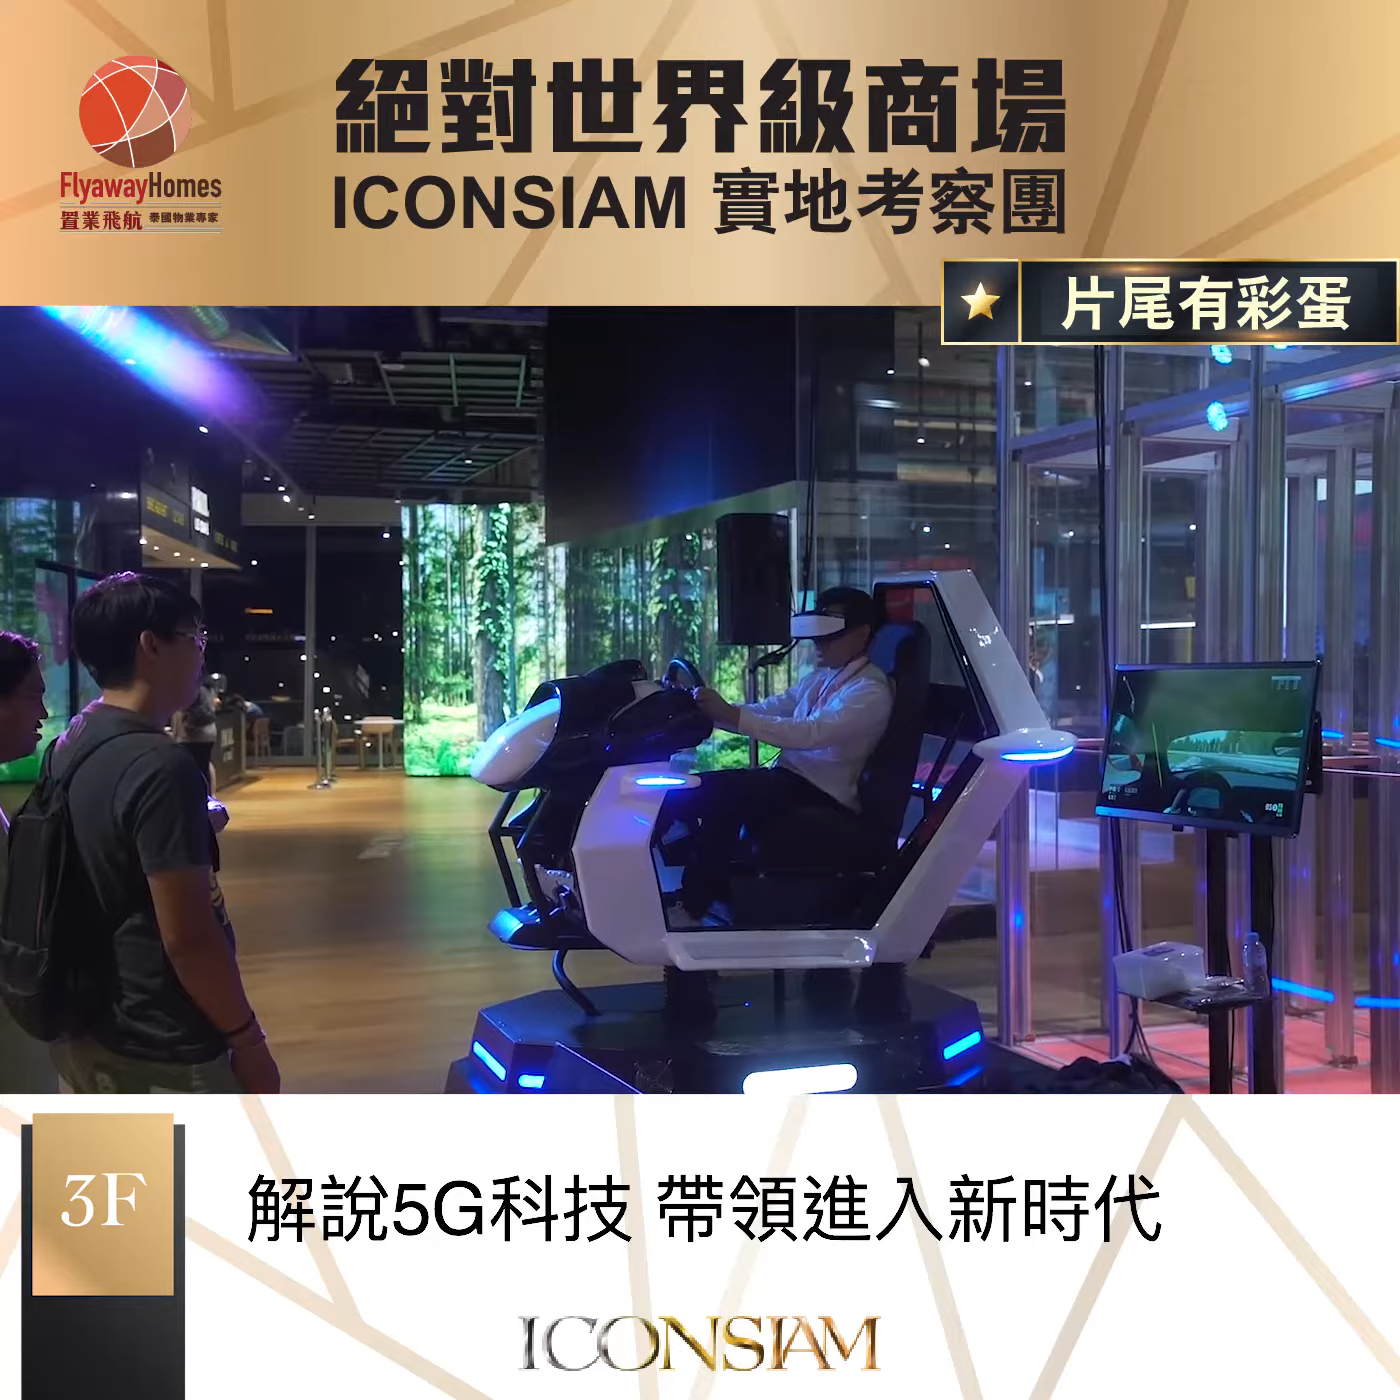 絕對世界級商場
ICONSIAM 實地考察團
FlyawayHomes
置業飛航 泰國物業專家
片尾有彩蛋
3F
解說5G科技 帶領進入新時代
ICONSIAM